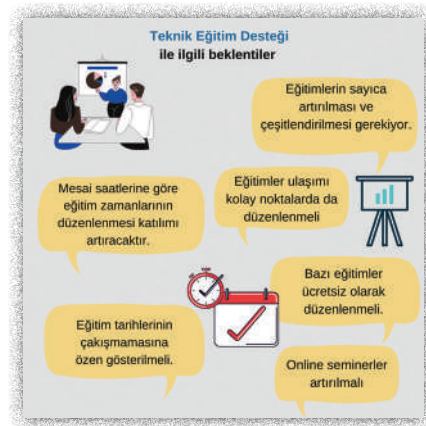 Teknik Eğitim Desteği
ile ilgili beklentiler
Eğitimlerin sayıca
artırılması ve
çeşitlendirilmesi gerekiyor.
Mesai saatlerine göre
eğitim zamanlarının
düzenlenmesi katılımı
artıracaktır.
Eğitimler ulaşımı
kolay noktalarda da
düzenlenmeli
Bazı eğitimler
ücretsiz olarak
düzenlenmeli.
Eğitim tarihlerinin
çakışmamasına
özen gösterilmeli.
Online seminerler
artırılmalı